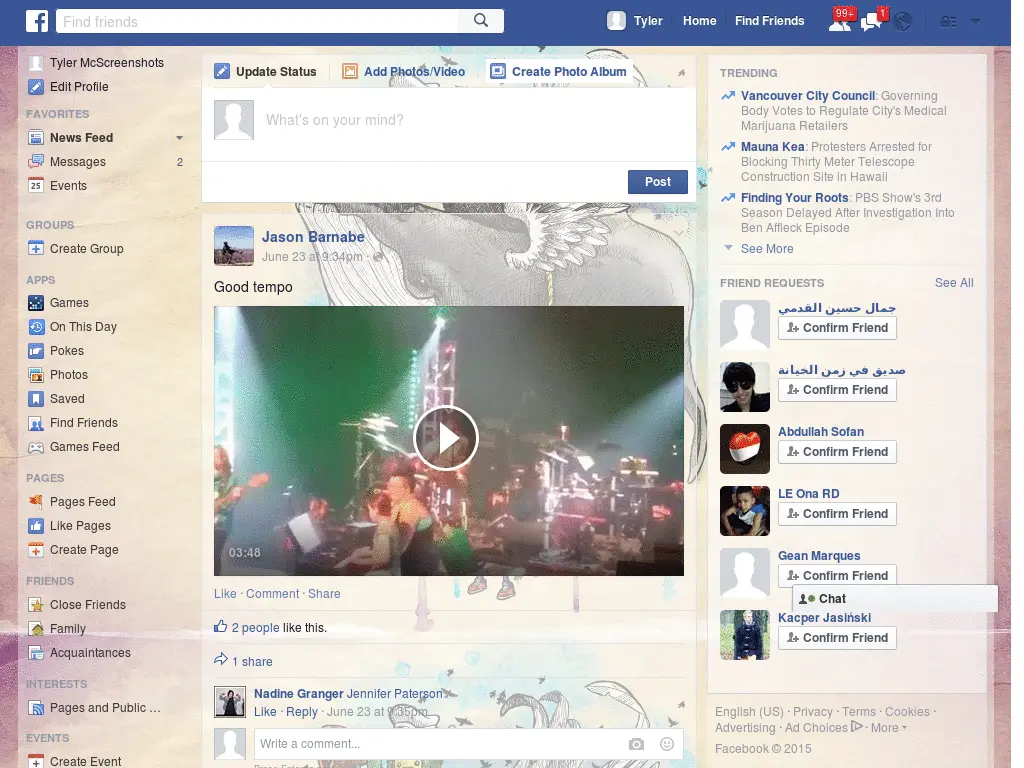 Find friends
Tyler
Home
Find Friends
99+
1
Tyler McScreenshots
Edit Profile
FAVORITES
News Feed
Messages 2
25 Events
GROUPS
Create Group
APPS
Games
On This Day
Pokes
Photos
Saved
Find Friends
Games Feed
PAGES
Pages Feed
Like Pages
Create Page
FRIENDS
Close Friends
Family
Acquaintances
INTERESTS
Pages and Public ...
EVENTS
Create Event
Update Status
Add Photos/Video
Create Photo Album
What's on your mind?
Post
Jason Barnabe
June 23 at 9:34pm ·
Good tempo
03:48
Like · Comment · Share
2 people like this.
1 share
Nadine Granger Jennifer Paterson
Like · Reply · June 23 at 9:35pm
Write a comment...
TRENDING
Vancouver City Council: Governing
Body Votes to Regulate City's Medical
Marijuana Retailers
Mauna Kea: Protesters Arrested for
Blocking Thirty Meter Telescope
Construction Site in Hawaii
Finding Your Roots: PBS Show's 3rd
Season Delayed After Investigation Into
Ben Affleck Episode
See More
FRIEND REQUESTS See All
جمال حسين القدمي
Confirm Friend
صديق في زمن الخيانة
Confirm Friend
Abdullah Sofan
Confirm Friend
LE Ona RD
Confirm Friend
Gean Marques
Confirm Friend
Chat
Kacper Jasiński
Confirm Friend
English (US) · Privacy · Terms · Cookies ·
Advertising · Ad Choices · More
Facebook © 2015